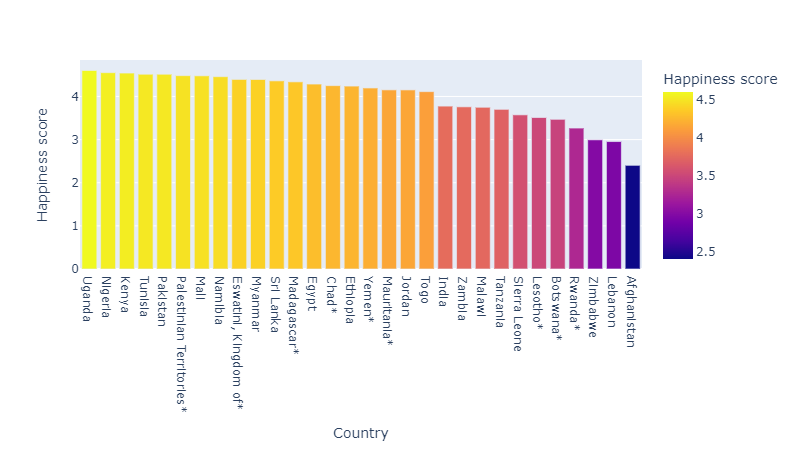 Happiness score
4
3
2
1
0
Happiness score
4.5
4
3.5
3
2.5
Uganda
Nigeria
Kenya
Tunisia
Pakistan
Palestinian Territories*
Mali
Namibia
Eswatini, Kingdom of*
Myanmar
Sri Lanka
Madagascar*
Egypt
Chad*
Ethiopia
Yemen*
Mauritania*
Jordan
Togo
India
Zambia
Malawi
Tanzania
Sierra Leone
Lesotho*
Botswana*
Rwanda*
Zimbabwe
Lebanon
Afghanistan
Country